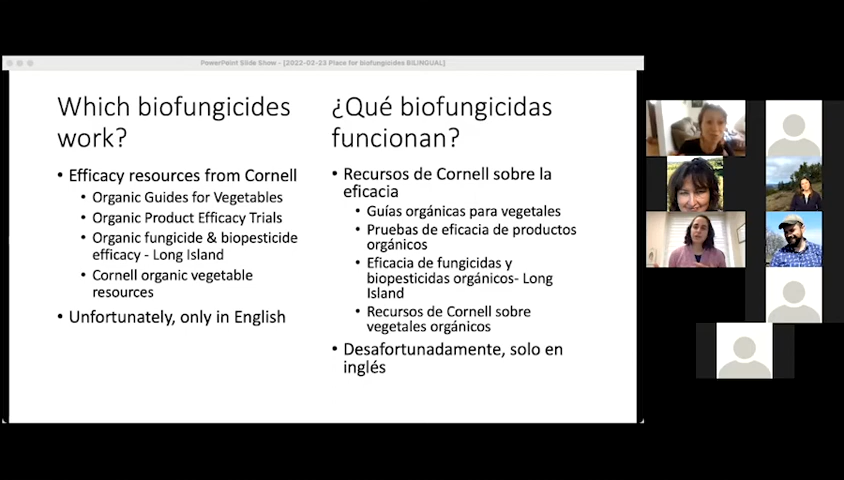 PowerPoint Slide Show - [2022-02-23 Place for biofungicides BILINGUAL]
Which biofungicides
work?
• Efficacy resources from Cornell
• Organic Guides for Vegetables
• Organic Product Efficacy Trials
• Organic fungicide & biopesticide
efficacy - Long Island
• Cornell organic vegetable
resources
• Unfortunately, only in English
¿Qué biofungicidas
funcionan?
• Recursos de Cornell sobre la
eficacia
• Guías orgánicas para vegetales
• Pruebas de eficacia de productos
orgánicos
• Eficacia de fungicidas y
biopesticidas orgánicos- Long
Island
• Recursos de Cornell sobre
vegetales orgánicos
• Desafortunadamente, solo en
inglés